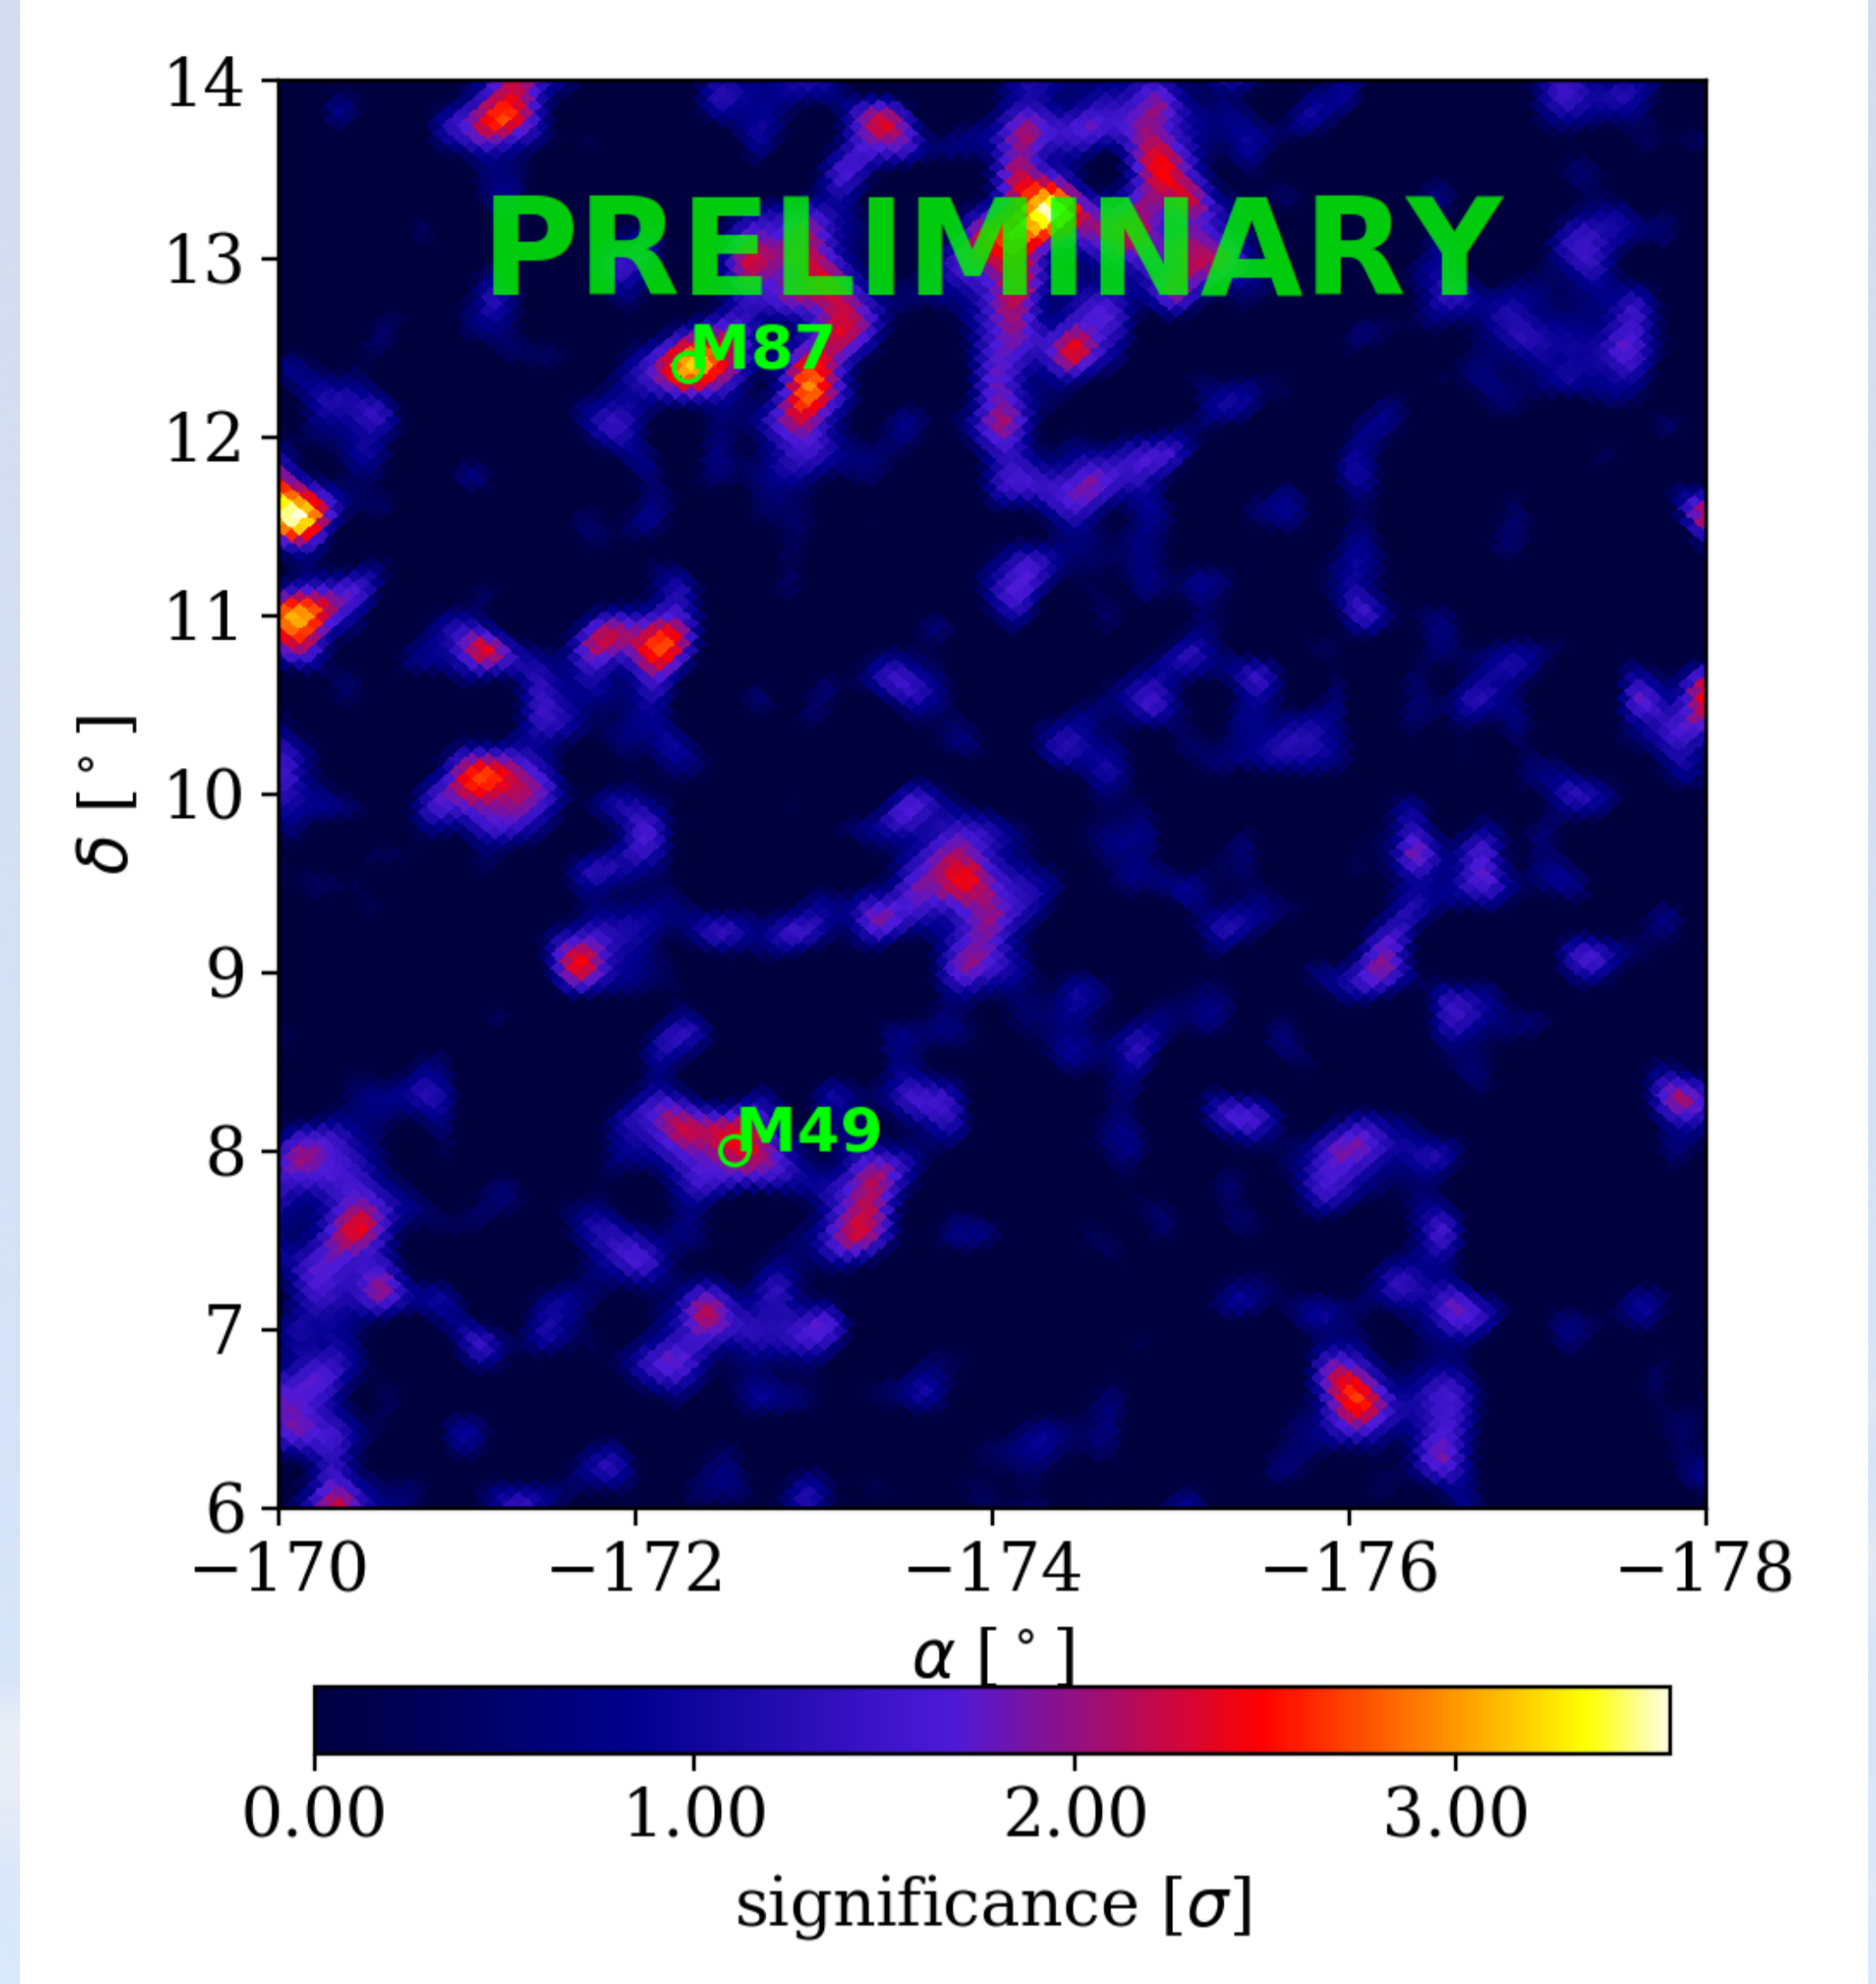 14
PRELIMINARY
13
M87
12
11
δ [°]
10
9
M49
8
7
6
−170 −172 −174 −176 −178
α [°]
0.00 1.00 2.00 3.00
significance [σ]